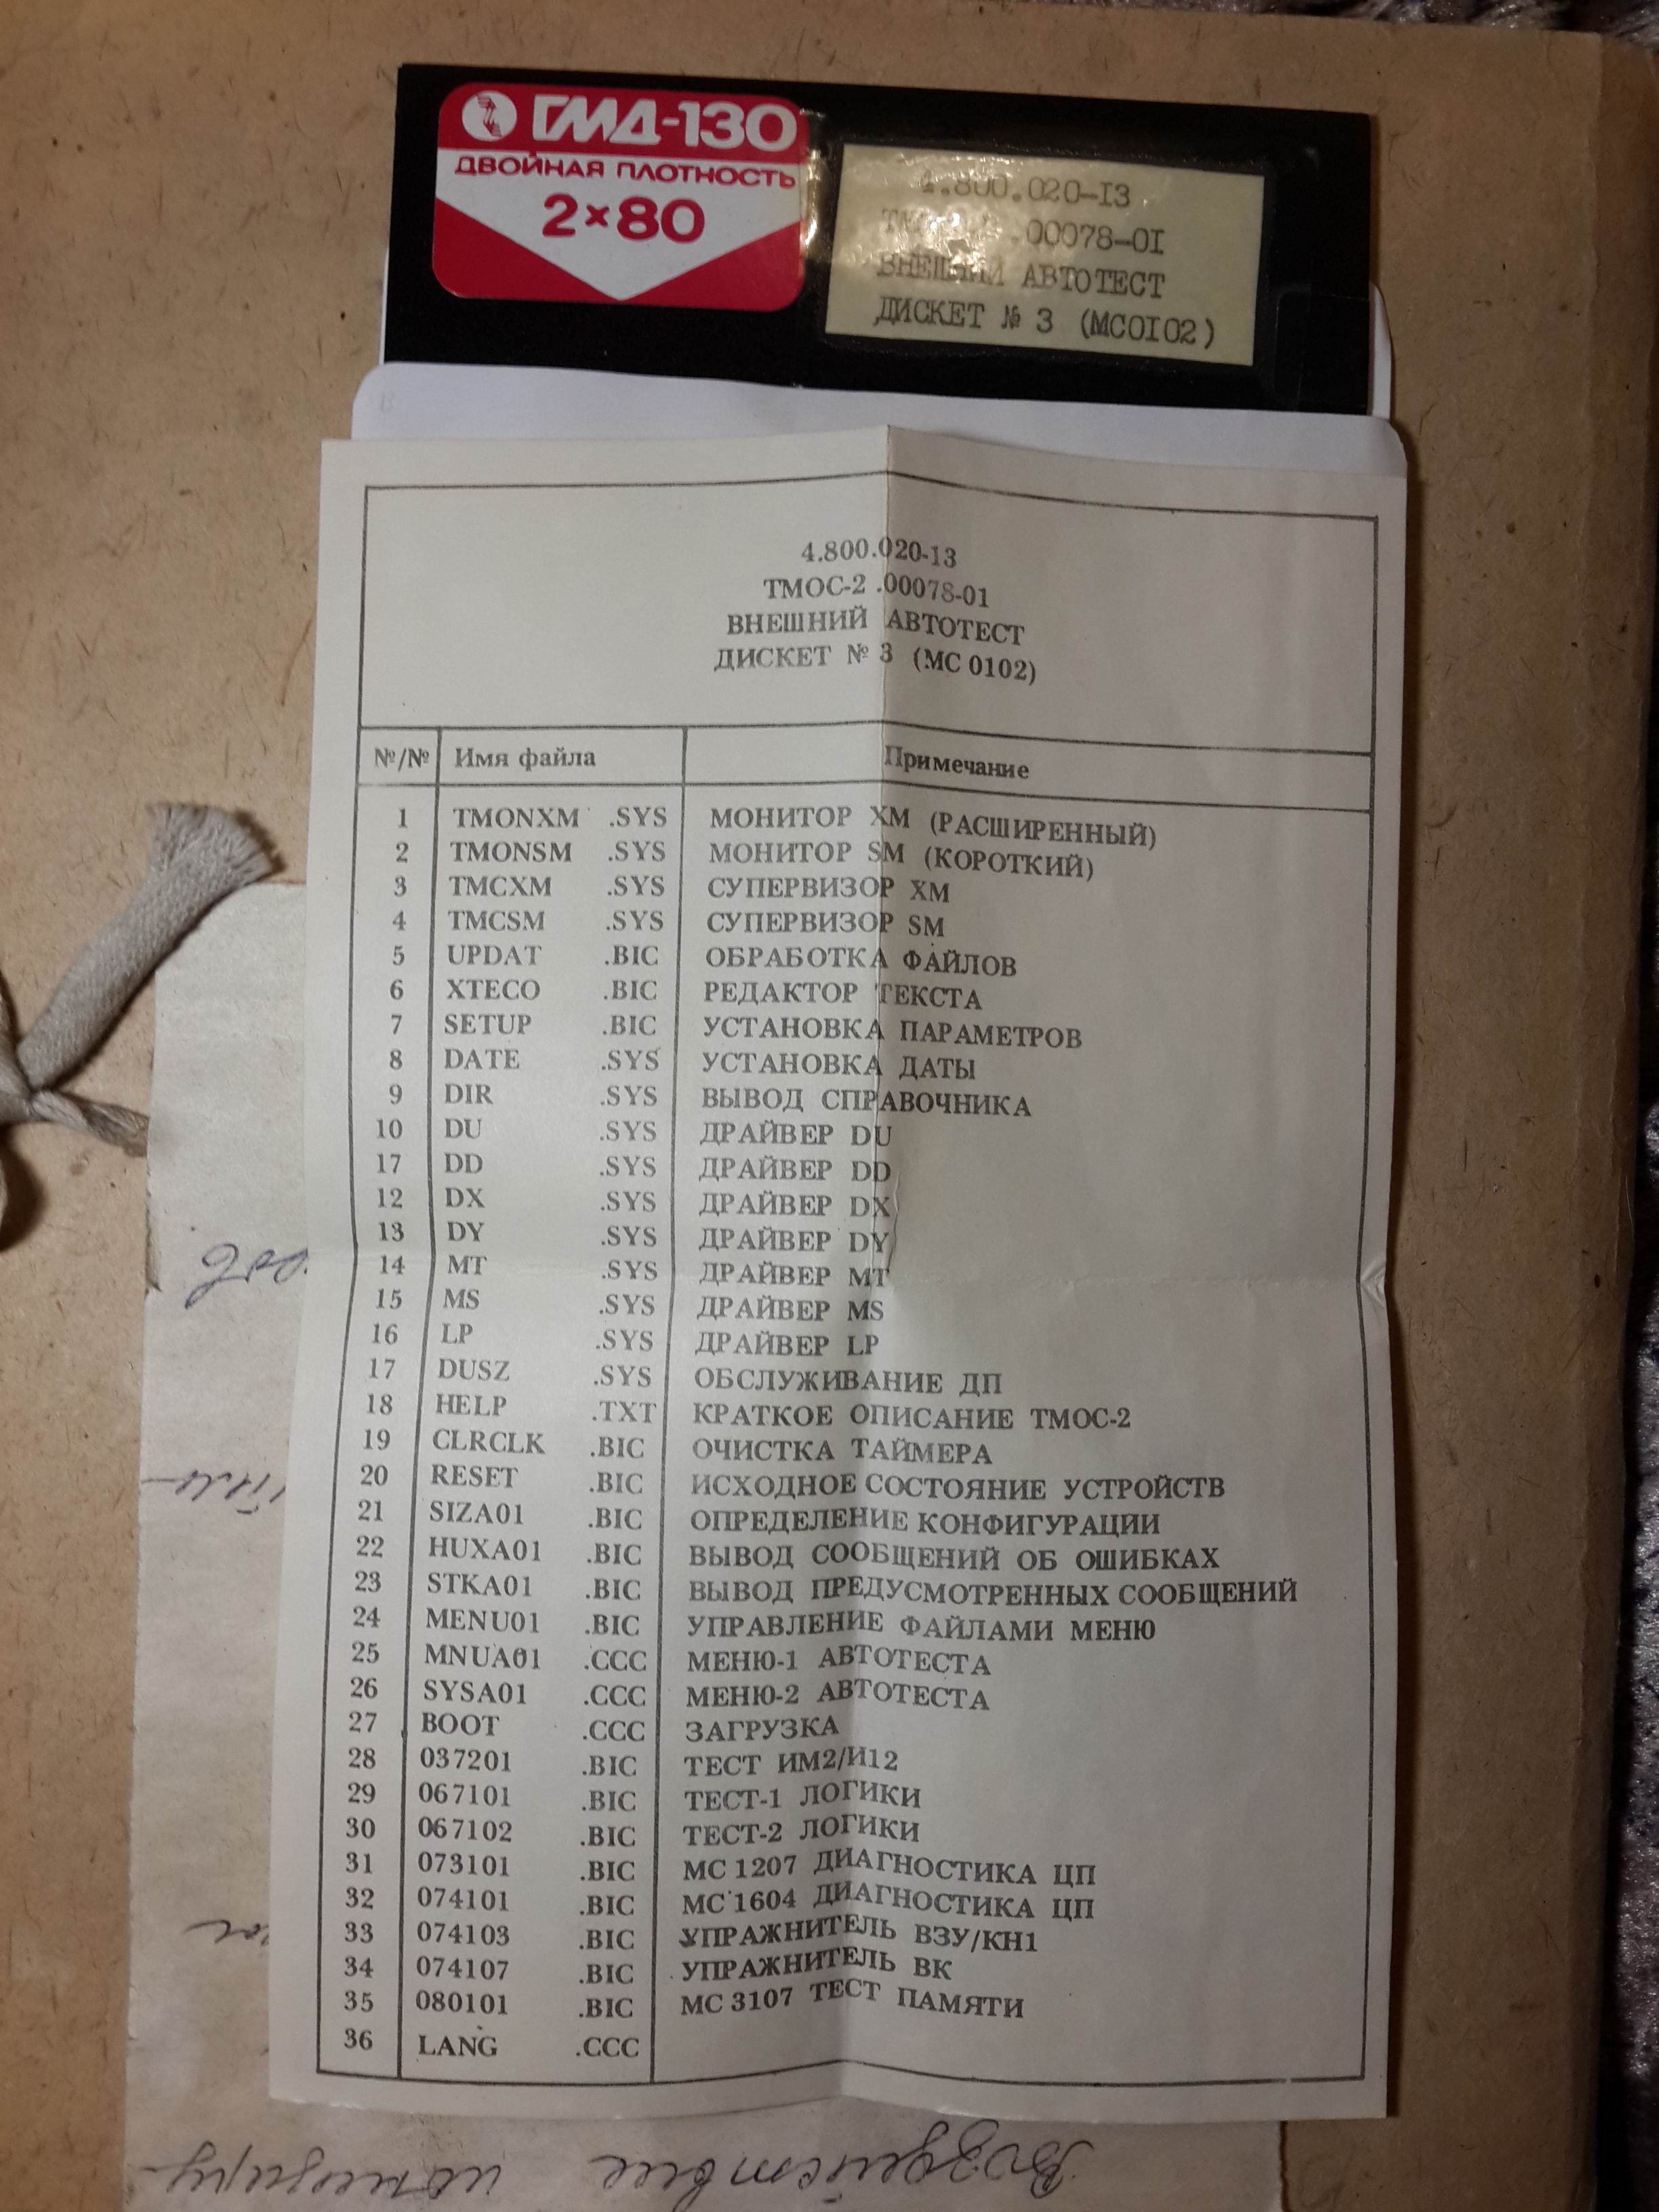 ГМД-130
ДВОЙНАЯ ПЛОТНОСТЬ
2×80
4.800.020-I3
.00078-0I
ВНЕШНИЙ АВТОТЕСТ
ДИСКЕТ № 3 (МС0I02)
4.800.020-13
ТМОС-2 .00078-01
ВНЕШНИЙ АВТОТЕСТ
ДИСКЕТ № 3 (МС 0102)
№/№ Имя файла Примечание
1 TMONXM .SYS МОНИТОР XM (РАСШИРЕННЫЙ)
2 TMONSM .SYS МОНИТОР SM (КОРОТКИЙ)
3 TMCXM .SYS СУПЕРВИЗОР XM
4 TMCSM .SYS СУПЕРВИЗОР SM
5 UPDAT .BIC ОБРАБОТКА ФАЙЛОВ
6 XTECO .BIC РЕДАКТОР ТЕКСТА
7 SETUP .BIC УСТАНОВКА ПАРАМЕТРОВ
8 DATE .SYS УСТАНОВКА ДАТЫ
9 DIR .SYS ВЫВОД СПРАВОЧНИКА
10 DU .SYS ДРАЙВЕР DU
17 DD .SYS ДРАЙВЕР DD
12 DX .SYS ДРАЙВЕР DX
13 DY .SYS ДРАЙВЕР DY
14 MT .SYS ДРАЙВЕР MT
15 MS .SYS ДРАЙВЕР MS
16 LP .SYS ДРАЙВЕР LP
17 DUSZ .SYS ОБСЛУЖИВАНИЕ ДП
18 HELP .TXT КРАТКОЕ ОПИСАНИЕ ТМОС-2
19 CLRCLK .BIC ОЧИСТКА ТАЙМЕРА
20 RESET .BIC ИСХОДНОЕ СОСТОЯНИЕ УСТРОЙСТВ
21 SIZA01 .BIC ОПРЕДЕЛЕНИЕ КОНФИГУРАЦИИ
22 HUXA01 .BIC ВЫВОД СООБЩЕНИЙ ОБ ОШИБКАХ
23 STKA01 .BIC ВЫВОД ПРЕДУСМОТРЕННЫХ СООБЩЕНИЙ
24 MENU01 .BIC УПРАВЛЕНИЕ ФАЙЛАМИ МЕНЮ
25 MNUA01 .CCC МЕНЮ-1 АВТОТЕСТА
26 SYSA01 .CCC МЕНЮ-2 АВТОТЕСТА
27 BOOT .CCC ЗАГРУЗКА
28 037201 .BIC ТЕСТ ИМ2/И12
29 067101 .BIC ТЕСТ-1 ЛОГИКИ
30 067102 .BIC ТЕСТ-2 ЛОГИКИ
31 073101 .BIC МС 1207 ДИАГНОСТИКА ЦП
32 074101 .BIC МС 1604 ДИАГНОСТИКА ЦП
33 074103 .BIC УПРАЖНИТЕЛЬ ВЗУ/КН1
34 074107 .BIC УПРАЖНИТЕЛЬ ВК
35 080101 .BIC МС 3107 ТЕСТ ПАМЯТИ
36 LANG .CCC